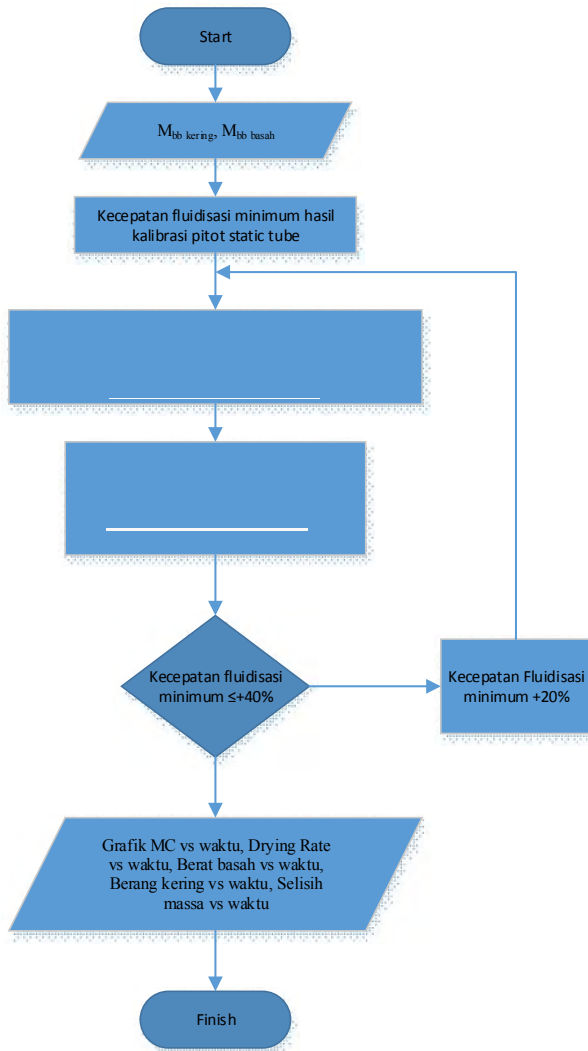 Start
M bb kering, M bb basah
Kecepatan fluidisasi minimum hasil
kalibrasi pitot static tube
Kecepatan fluidisasi
minimum ≤+40%
Kecepatan Fluidisasi
minimum +20%
Grafik MC vs waktu, Drying Rate
vs waktu, Berat basah vs waktu,
Berang kering vs waktu, Selisih
massa vs waktu
Finish